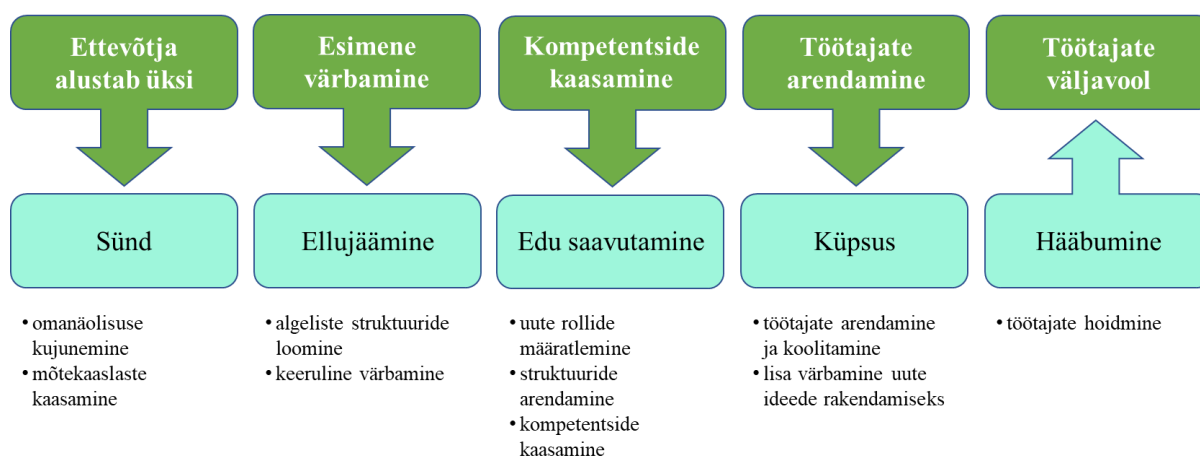 Ettevõtja
alustab üksi
Esimene
värbamine
Kompetentside
kaasamine
Töötajate
arendamine
Töötajate
väljavool
Sünd
Ellujäämine
Edu saavutamine
Küpsus
Hääbumine
• omanäolisuse
kujunemine
• mõtekaaslaste
kaasamine
• algeliste struktuuride
loomine
• keeruline värbamine
• uute rollide
määratlemine
• struktuuride
arendamine
• kompetentside
kaasamine
• töötajate arendamine
ja koolitamine
• lisa värbamine uute
ideede rakendamiseks
• töötajate hoidmine